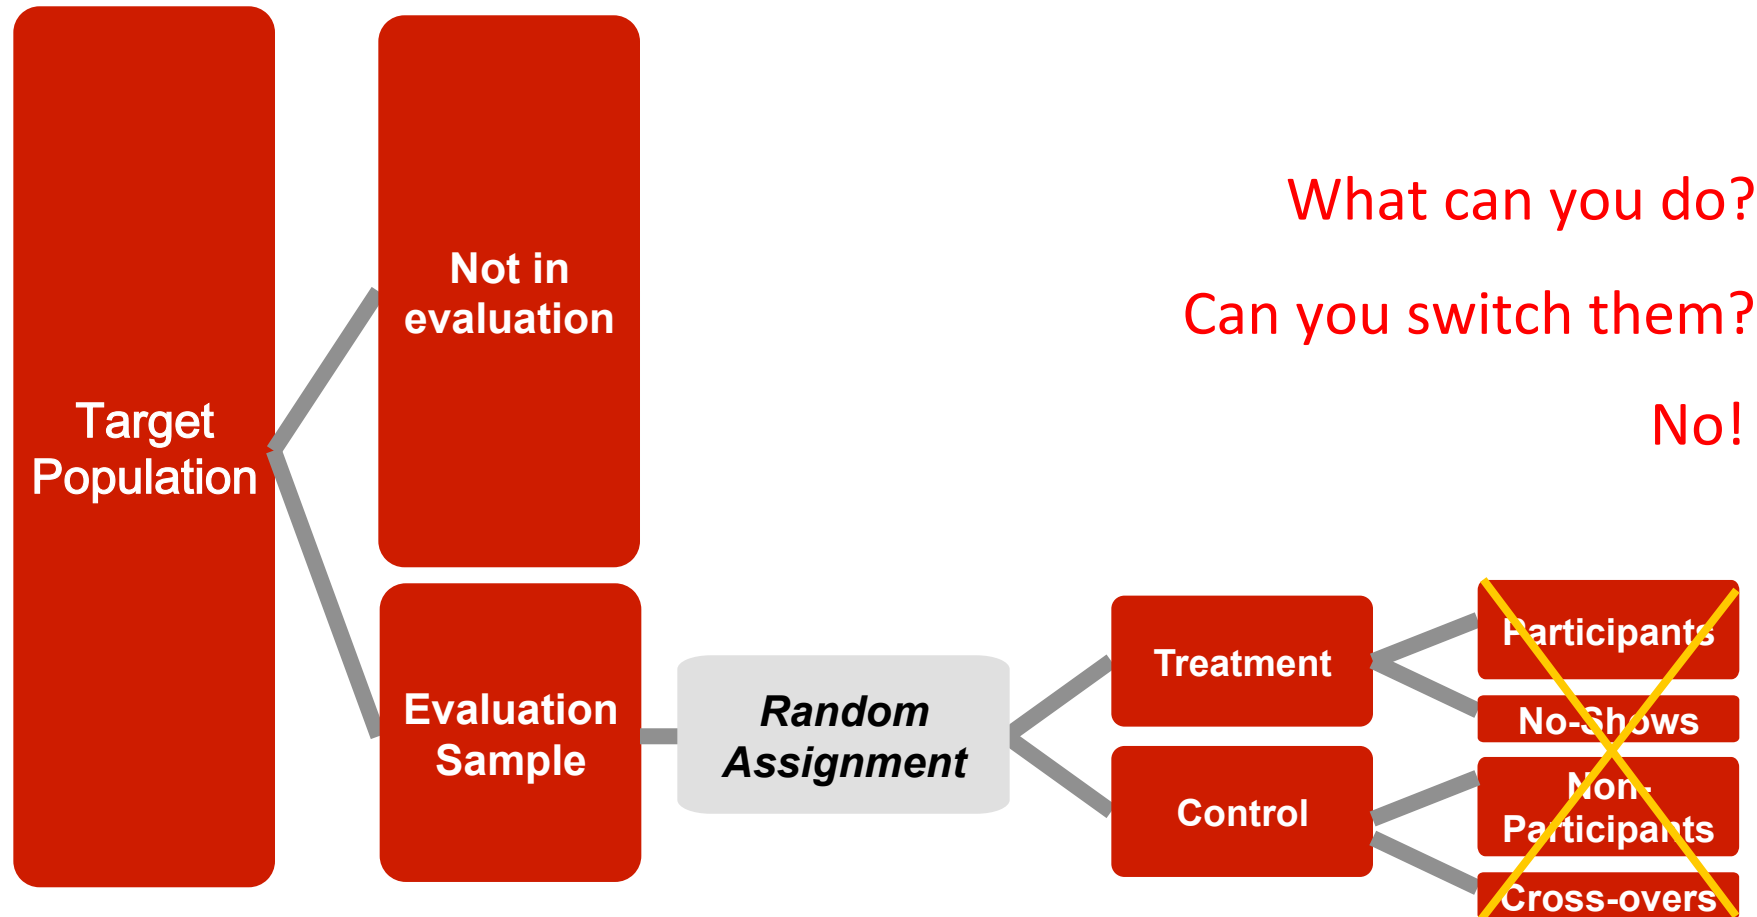 Target
Population
Not in
evaluation
Evaluation
Sample
Random
Assignment
Treatment
Control
Participants
No-Shows
Non-
Participants
Cross-overs
What can you do?
Can you switch them?
No!